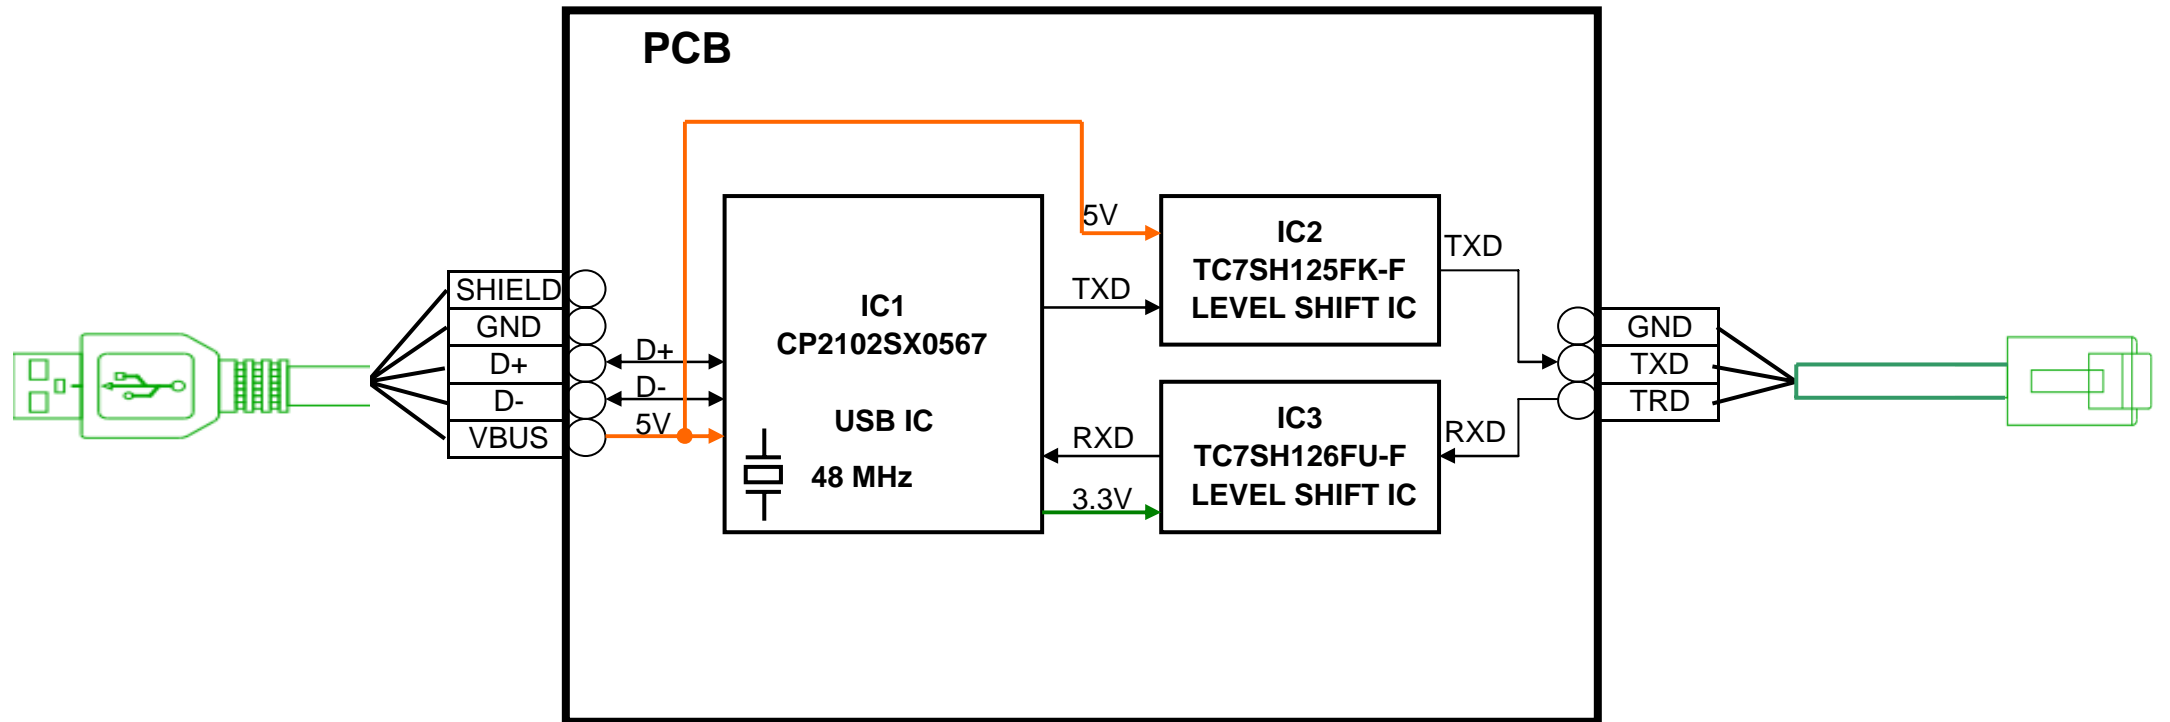 PCB
SHIELD
GND
D+
D-
VBUS
D+
D-
5V
IC1
CP2102SX0567
USB IC
48 MHz
5V
TXD
RXD
3.3V
IC2
TC7SH125FK-F
LEVEL SHIFT IC
IC3
TC7SH126FU-F
LEVEL SHIFT IC
TXD
RXD
GND
TXD
TRD